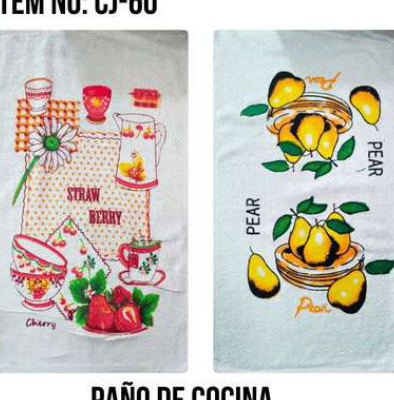 ITEM NO: CJ-60
STRAW
BERRY
Cherry
Pear
PEAR
PEAR
Pear
PAÑO DE COCINA